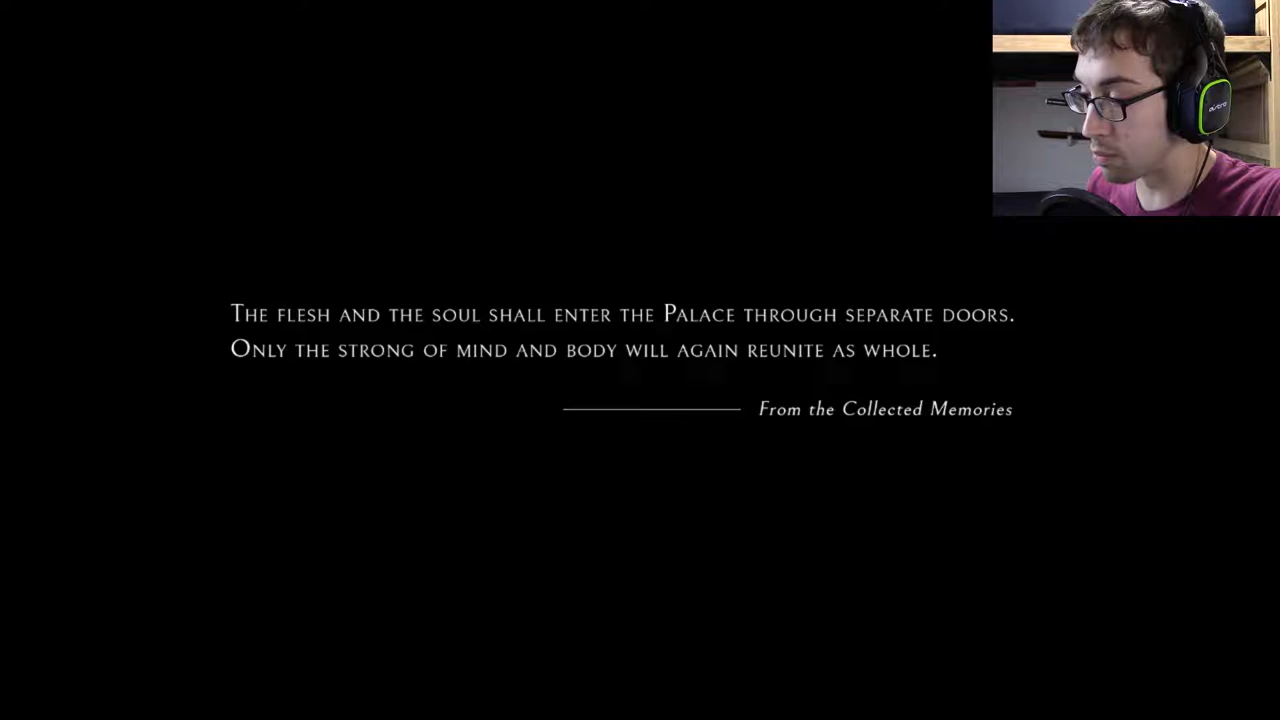 The flesh and the soul shall enter the Palace through separate doors.
Only the strong of mind and body will again reunite as whole.
From the Collected Memories
astro